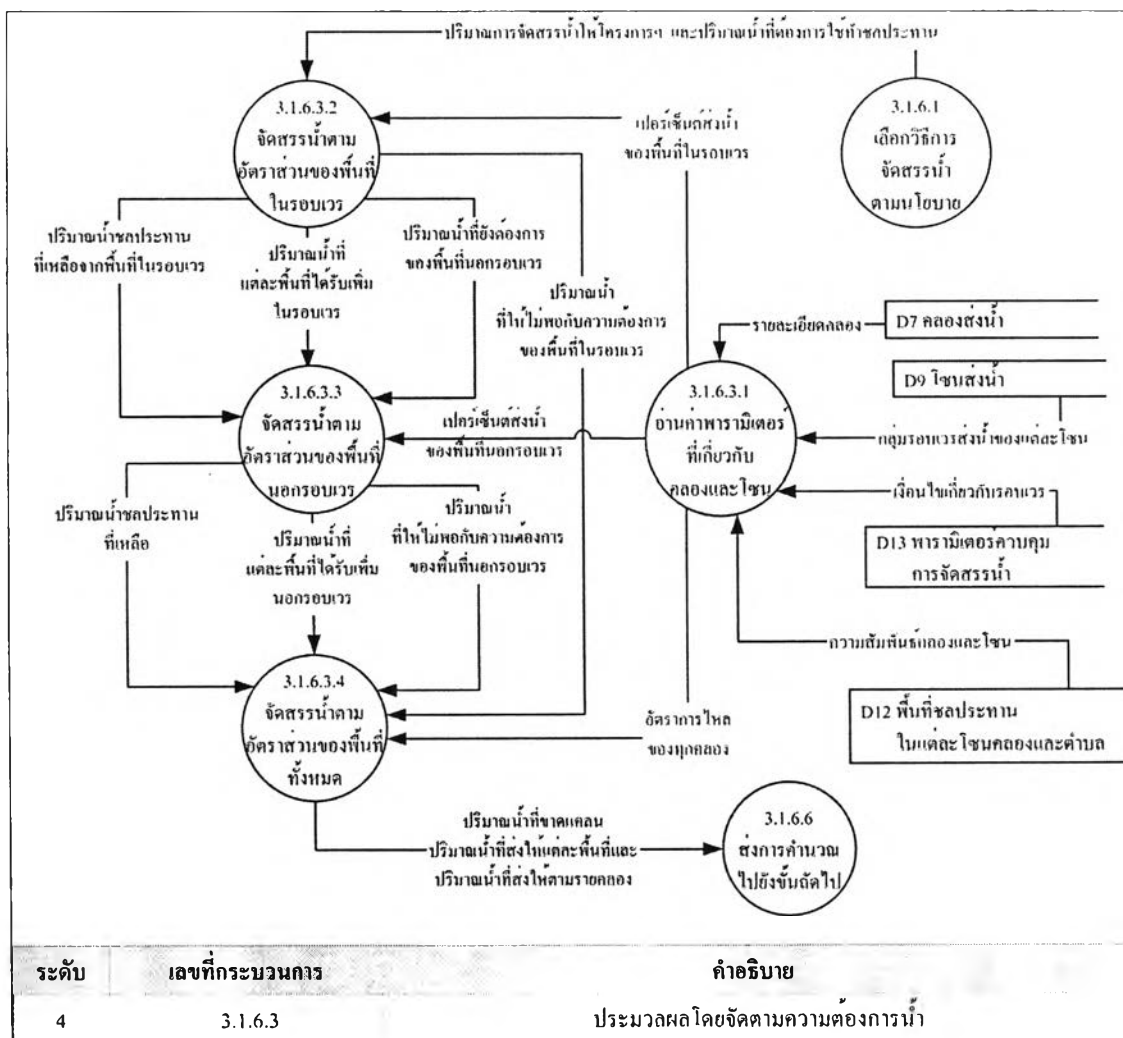 ปริมาณการจัดสรรน้ำให้โครงการฯ และปริมาณน้ำที่ต้องการใช้ทำชลประทาน
3.1.6.3.2
จัดสรรน้ำตาม
อัตราส่วนของพื้นที่
ในรอบเวร
เปอร์เซ็นต์ส่งน้ำ
ของพื้นที่ในรอบเวร
3.1.6.1
เลือกวิธีการ
จัดสรรน้ำ
ตามนโยบาย
ปริมาณน้ำชลประทาน
ที่เหลือจากพื้นที่ในรอบเวร
ปริมาณน้ำที่
แต่ละพื้นที่ได้รับเพิ่ม
ในรอบเวร
ปริมาณน้ำที่ยังต้องการ
ของพื้นที่นอกรอบเวร
ปริมาณน้ำ
ที่ให้ไม่พอกับความต้องการ
ของพื้นที่ในรอบเวร
รายละเอียดคลอง
D7 คลองส่งน้ำ
D9 โซนส่งน้ำ
3.1.6.3.3
จัดสรรน้ำตาม
อัตราส่วนของพื้นที่
นอกรอบเวร
เปอร์เซ็นต์ส่งน้ำ
ของพื้นที่นอกรอบเวร
3.1.6.3.1
อ่านค่าพารามิเตอร์
ที่เกี่ยวกับ
คลองและโซน
กลุ่มรอบเวรส่งน้ำของแต่ละโซน
เงื่อนไขเกี่ยวกับรอบเวร
D13 พารามิเตอร์ควบคุม
การจัดสรรน้ำ
ปริมาณน้ำชลประทาน
ที่เหลือ
ปริมาณน้ำที่
แต่ละพื้นที่ได้รับเพิ่ม
นอกรอบเวร
ปริมาณน้ำ
ที่ให้ไม่พอกับความต้องการ
ของพื้นที่นอกรอบเวร
ความสัมพันธ์คลองและโซน
D12 พื้นที่ชลประทาน
ในแต่ละโซนคลองและตำบล
3.1.6.3.4
จัดสรรน้ำตาม
อัตราส่วนของพื้นที่
ทั้งหมด
อัตราการไหล
ของทุกคลอง
ปริมาณน้ำที่ขาดแคลน
ปริมาณน้ำที่ส่งให้แต่ละพื้นที่และ
ปริมาณน้ำที่ส่งให้ตามรายคลอง
3.1.6.6
ส่งการคำนวณ
ไปยังขั้นถัดไป
ระดับ เลขที่กระบวนการ คำอธิบาย
4 3.1.6.3 ประมวลผลโดยจัดตามความต้องการน้ำ